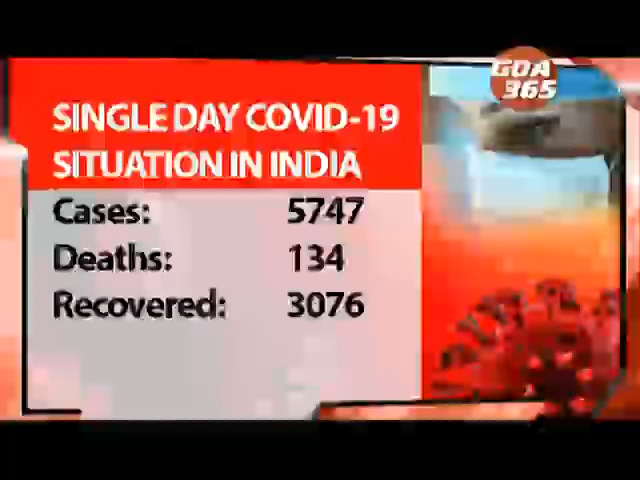 GOA
365
SINGLE DAY COVID-19
SITUATION IN INDIA
Cases: 5747
Deaths: 134
Recovered: 3076